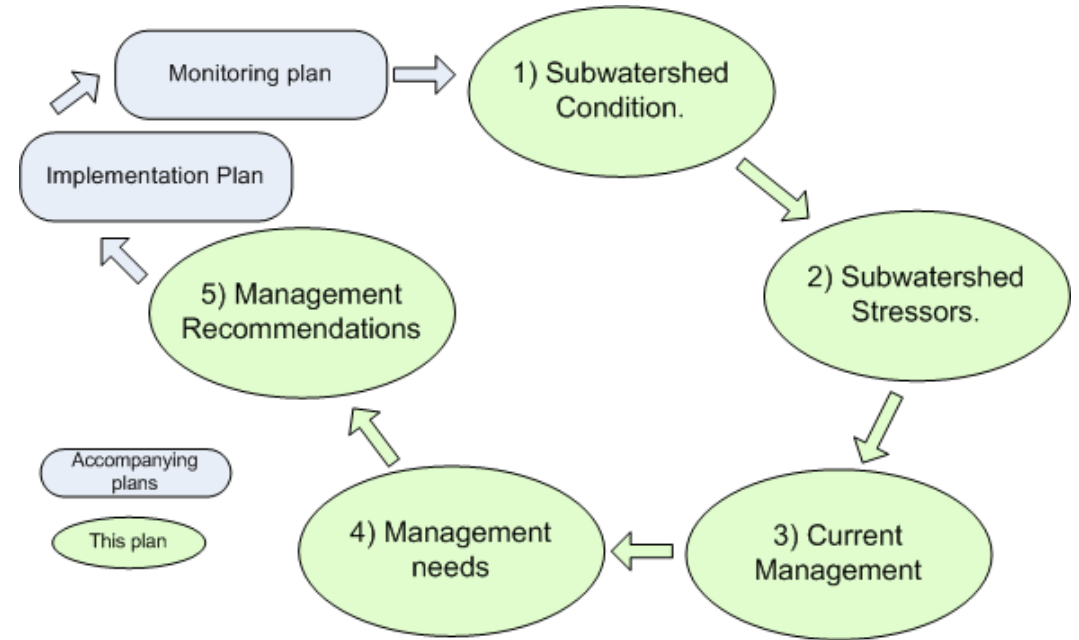 Monitoring plan
1) Subwatershed
Condition.
Implementation Plan
2) Subwatershed
Stressors.
5) Management
Recommendations
Accompanying
plans
This plan
4) Management
needs
3) Current
Management